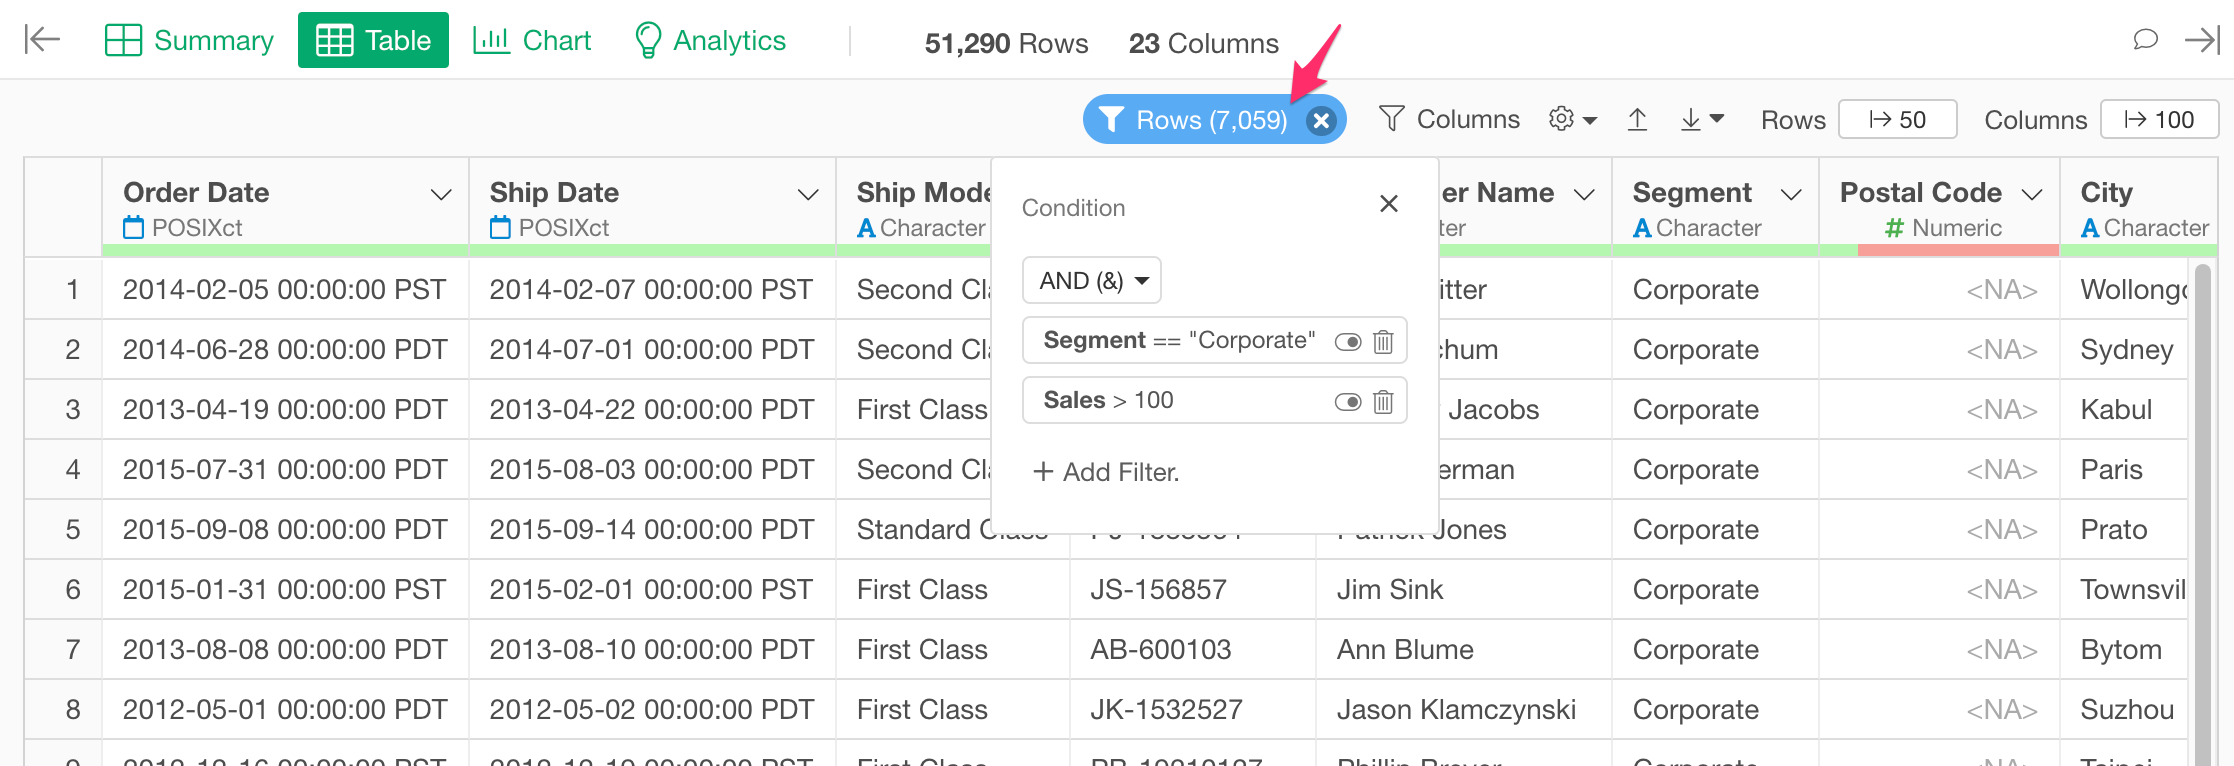 Summary Table Chart Analytics 51,290 Rows 23 Columns
Rows (7,059) Columns Rows 50 Columns 100
Order Date Ship Date Ship Mode er Name Segment Postal Code City
POSIXct POSIXct Character ter Character Numeric Character
Condition
AND (&)
Segment == "Corporate"
Sales > 100
+ Add Filter.
1 2014-02-05 00:00:00 PST 2014-02-07 00:00:00 PST Second Cl itter Corporate <NA> Wollongo
2 2014-06-28 00:00:00 PDT 2014-07-01 00:00:00 PDT Second Cl chum Corporate <NA> Sydney
3 2013-04-19 00:00:00 PDT 2013-04-22 00:00:00 PDT First Class Jacobs Corporate <NA> Kabul
4 2015-07-31 00:00:00 PDT 2015-08-03 00:00:00 PDT Second Cl erman Corporate <NA> Paris
5 2015-09-08 00:00:00 PDT 2015-09-14 00:00:00 PDT Standard Class Patrick Jones Corporate <NA> Prato
6 2015-01-31 00:00:00 PST 2015-02-01 00:00:00 PST First Class JS-156857 Jim Sink Corporate <NA> Townsvil
7 2013-08-08 00:00:00 PDT 2013-08-10 00:00:00 PDT First Class AB-600103 Ann Blume Corporate <NA> Bytom
8 2012-05-01 00:00:00 PDT 2012-05-02 00:00:00 PDT First Class JK-1532527 Jason Klamczynski Corporate <NA> Suzhou